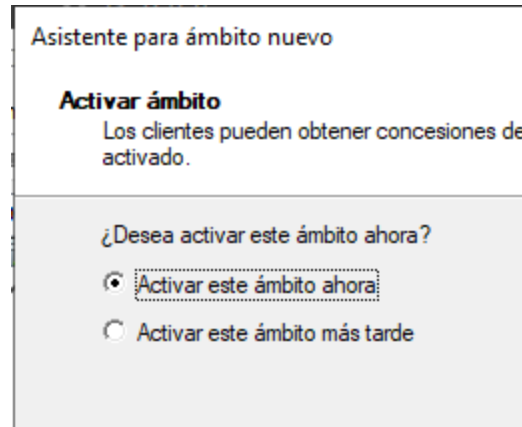 Asistente para ámbito nuevo
Activar ámbito
Los clientes pueden obtener concesiones de
activado.
¿Desea activar este ámbito ahora?
Activar este ámbito ahora
Activar este ámbito más tarde